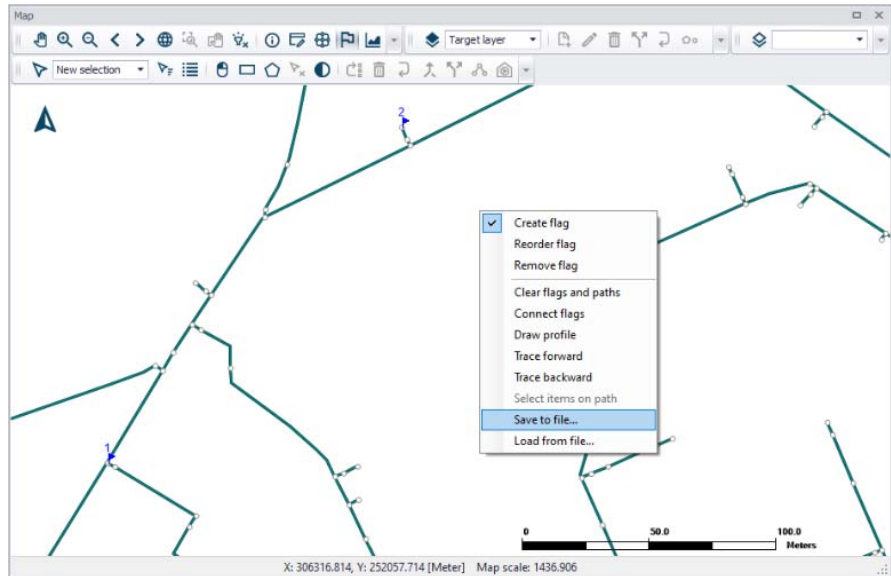 Map
Target layer
New selection
2
Create flag
Reorder flag
Remove flag
Clear flags and paths
Connect flags
Draw profile
Trace forward
Trace backward
Select items on path
Save to file...
Load from file...
1
0 50.0 100.0
Meters
X: 306316.814, Y: 252057.714 [Meter] Map scale: 1436.906